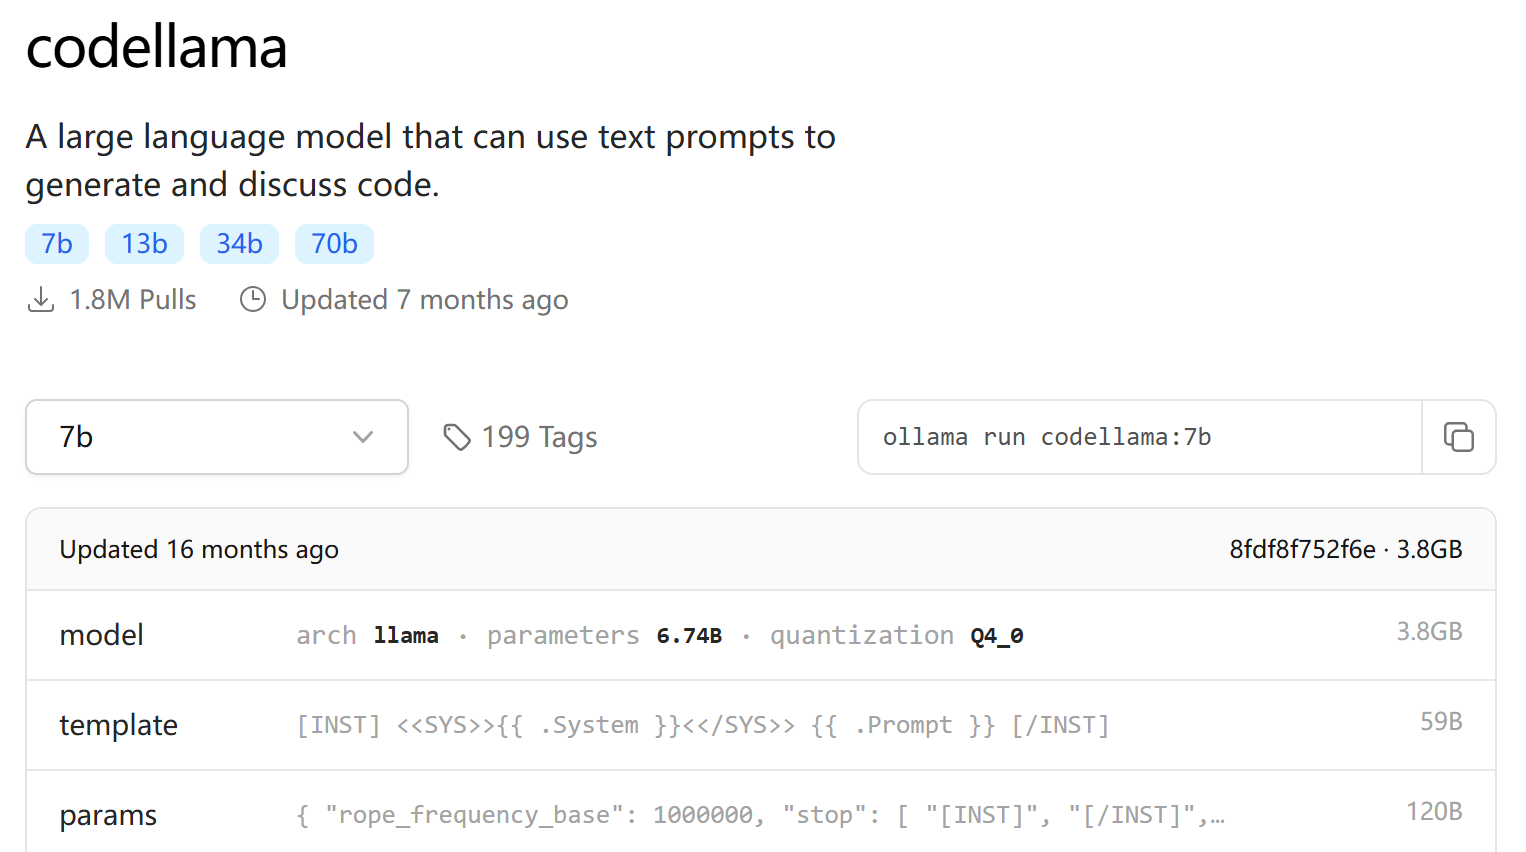 codellama
A large language model that can use text prompts to
generate and discuss code.
7b 13b 34b 70b
1.8M Pulls Updated 7 months ago
7b 199 Tags ollama run codellama:7b
Updated 16 months ago 8fdf8f752f6e · 3.8GB
model arch llama · parameters 6.74B · quantization Q4_0 3.8GB
template [INST] <<SYS>>{{ .System }}<</SYS>> {{ .Prompt }} [/INST] 59B
params { "rope_frequency_base": 1000000, "stop": [ "[INST]", "[/INST]",… 120B